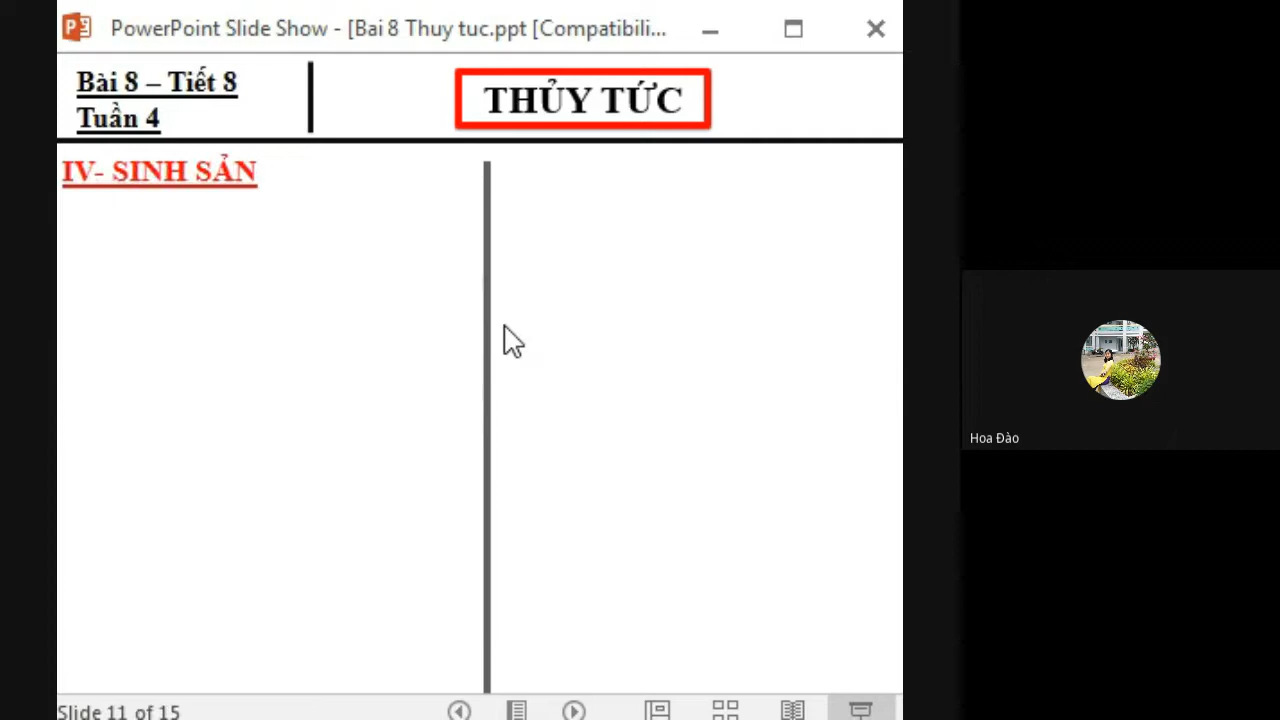 PowerPoint Slide Show - [Bai 8 Thuy tuc.ppt [Compatibili...
Bài 8 – Tiết 8
Tuần 4
THỦY TỨC
IV- SINH SẢN
Hoa Đào
Slide 11 of 15